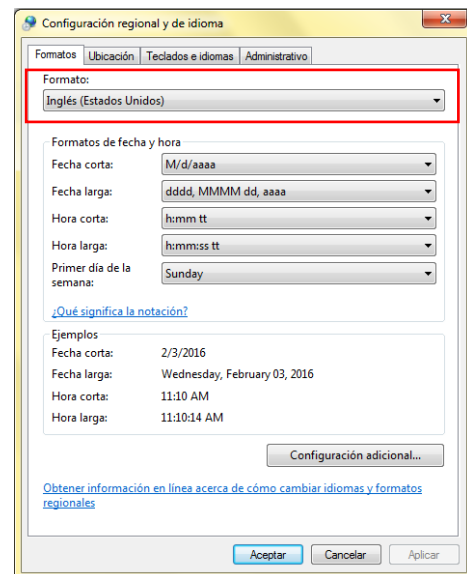 Configuración regional y de idioma
Formatos Ubicación Teclados e idiomas Administrativo
Formato:
Inglés (Estados Unidos)
Formatos de fecha y hora
Fecha corta: M/d/aaaa
Fecha larga: dddd, MMMM dd, aaaa
Hora corta: h:mm tt
Hora larga: h:mm:ss tt
Primer día de la
semana: Sunday
¿Qué significa la notación?
Ejemplos
Fecha corta: 2/3/2016
Fecha larga: Wednesday, February 03, 2016
Hora corta: 11:10 AM
Hora larga: 11:10:14 AM
Configuración adicional...
Obtener información en línea acerca de cómo cambiar idiomas y formatos
regionales
Aceptar Cancelar Aplicar